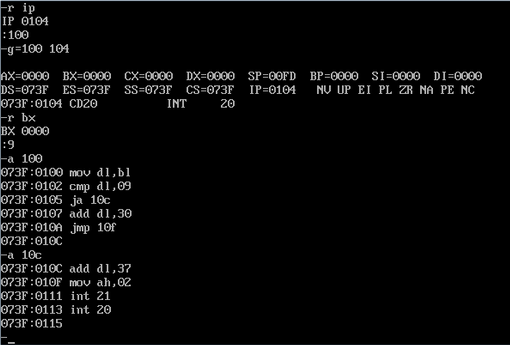 -r ip
IP 0104
:100
-g=100 104

AX=0000  BX=0000  CX=0000  DX=0000  SP=00FD  BP=0000  SI=0000  DI=0000
DS=073F  ES=073F  SS=073F  CS=073F  IP=0104   NV UP EI PL ZR NA PE NC
073F:0104 CD20          INT     20
-r bx
BX 0000
:9
-a 100
073F:0100 mov dl,bl
073F:0102 cmp dl,09
073F:0105 ja 10c
073F:0107 add dl,30
073F:010A jmp 10f
073F:010C
-a 10c
073F:010C add dl,37
073F:010F mov ah,02
073F:0111 int 21
073F:0113 int 20
073F:0115
-_